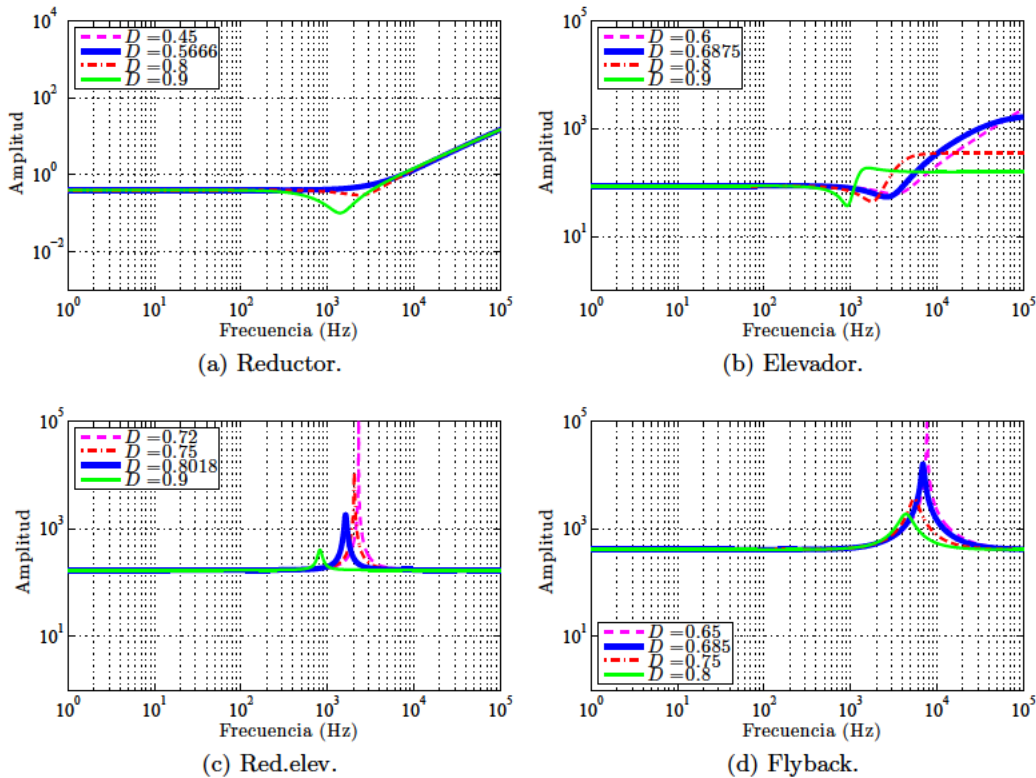 10^4
10^2
10^0
10^-2
Amplitud
D =0.45
D =0.5666
D =0.8
D =0.9
10^0 10^1 10^2 10^3 10^4 10^5
Frecuencia (Hz)
(a) Reductor.
10^5
10^3
10^1
Amplitud
D =0.6
D =0.6875
D =0.8
D =0.9
10^0 10^1 10^2 10^3 10^4 10^5
Frecuencia (Hz)
(b) Elevador.
10^5
10^3
10^1
Amplitud
D =0.72
D =0.75
D =0.8018
D =0.9
10^0 10^1 10^2 10^3 10^4 10^5
Frecuencia (Hz)
(c) Red.elev.
10^5
10^3
10^1
Amplitud
D =0.65
D =0.685
D =0.75
D =0.8
10^0 10^1 10^2 10^3 10^4 10^5
Frecuencia (Hz)
(d) Flyback.